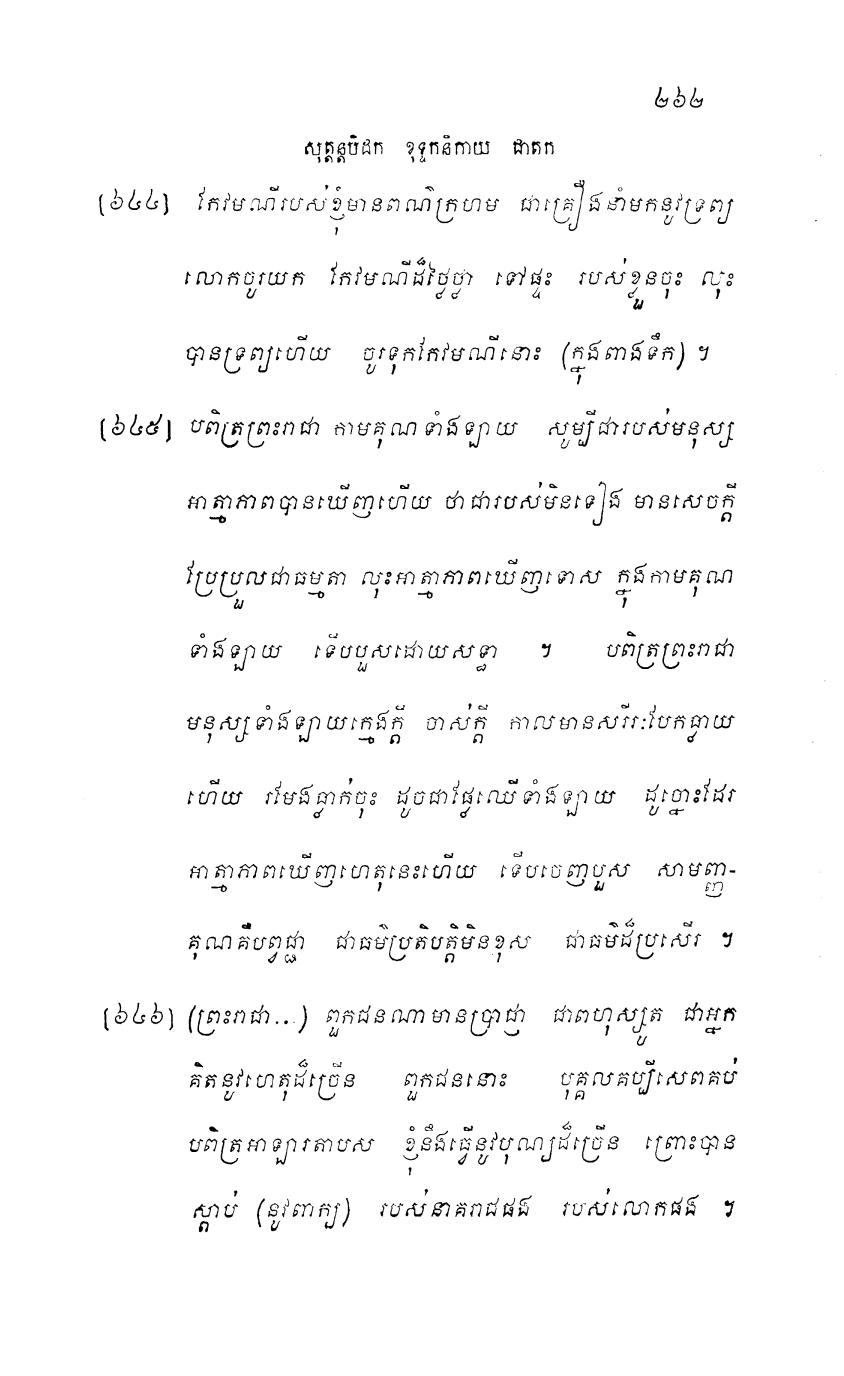 ២៦២
សុត្តន្តបិដក ខុទ្ទកនិកាយ ជាតក
[៦៤៤] កែវមណីរបស់ខ្ញុំមានពណ៌ក្រហម ជាគ្រឿងនាំមកនូវទ្រព្យ
លោកចូរយក កែវមណីដ៏ថ្លៃថ្លា ទៅផ្ទះ របស់ខ្លួនចុះ លុះ
បានទ្រព្យហើយ ចូរទុកកែវមណីនោះ (ក្នុងពាងទឹក) ។
[៦៤៥] បពិត្រព្រះរាជា កាមគុណទាំងឡាយ សូម្បីជារបស់មនុស្ស
អាត្មាភាពបានឃើញហើយ ថាជារបស់មិនទៀង មានសេចក្តី
ប្រែប្រួលជាធម្មតា លុះអាត្មាភាពឃើញទោស ក្នុងកាមគុណ
ទាំងឡាយ ទើបបួសដោយសទ្ធា ។ បពិត្រព្រះរាជា
មនុស្សទាំងឡាយក្មេងក្តី ចាស់ក្តី កាលមានសរីរៈបែកធ្លាយ
ហើយ រមែងធ្លាក់ចុះ ដូចជាផ្លែឈើទាំងឡាយ ដូច្នោះដែរ
អាត្មាភាពឃើញហេតុនេះហើយ ទើបចេញបួស សាមញ្ញ-
គុណគឺបព្វជ្ជា ជាធម៌ប្រតិបត្តិមិនខុស ជាធម៌ដ៏ប្រសើរ ។
[៦៤៦] (ព្រះរាជា...) ពួកជនណាមានប្រាជ្ញា ជាពហុស្សូត ជាអ្នក
គិតនូវហេតុដ៏ច្រើន ពួកជននោះ បុគ្គលគប្បីសេពគប់
បពិត្រអាឡារតាបស ខ្ញុំនឹងធ្វើនូវបុណ្យដ៏ច្រើន ព្រោះបាន
ស្តាប់ (នូវពាក្យ) របស់នាគរាជផង របស់លោកផង ។